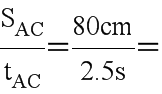 S_AC / t_AC = 80cm / 2.5s =